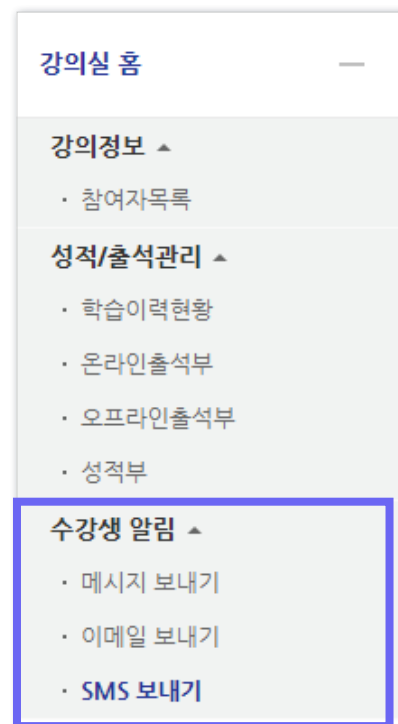 강의실 홈
강의정보
· 참여자목록
성적/출석관리
· 학습이력현황
· 온라인출석부
· 오프라인출석부
· 성적부
수강생 알림
· 메시지 보내기
· 이메일 보내기
· SMS 보내기